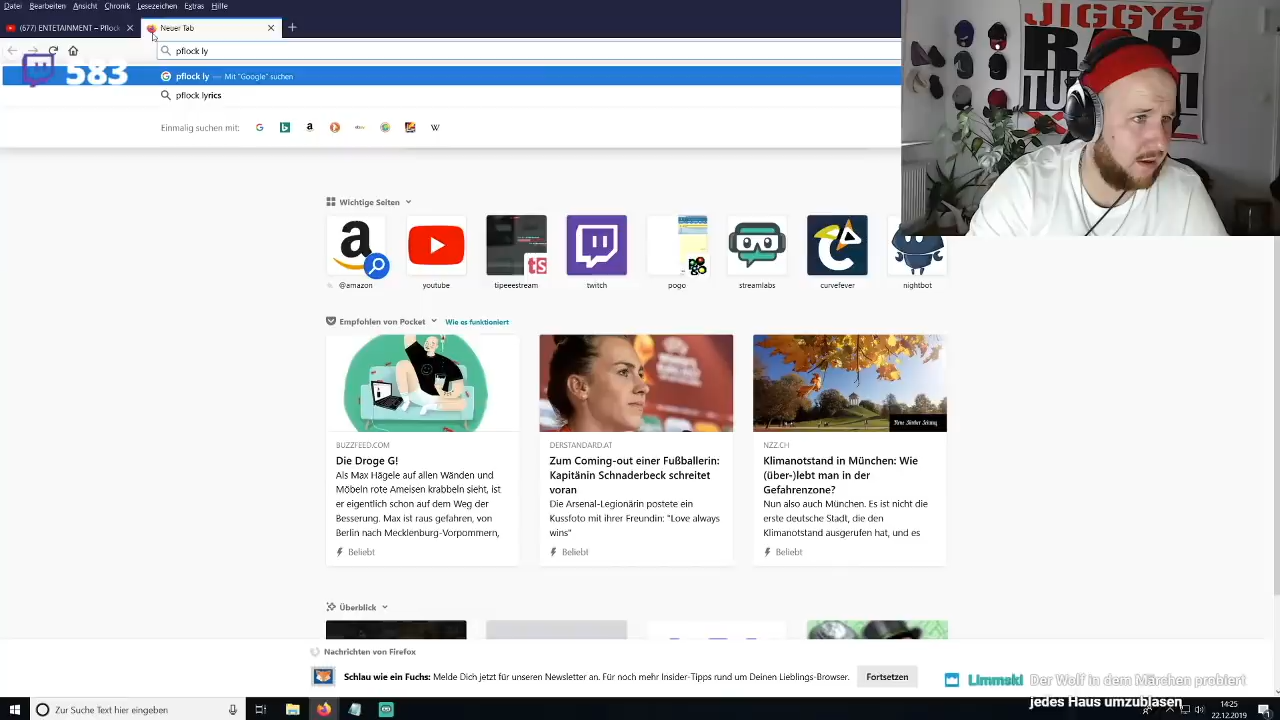 Datei Bearbeiten Ansicht Chronik Lesezeichen Extras Hilfe
(677) ENTETAINMENT – Pflock
Neuer Tab
pflock ly
583
pflock ly — Mit "Google" suchen
pflock lyrics
Einmalig suchen mit:
JIGGYS
RAP
TUTORIAL
Wichtige Seiten
@amazon youtube tipeeestream twitch pogo streamlabs curvefever nightbot
Empfohlen von Pocket Wie es funktioniert
BUZZFEED.COM
Die Droge G!
Als Max Hägele auf allen Wänden und
Möbeln rote Ameisen krabbeln sieht, ist
er eigentlich schon auf dem Weg der
Besserung. Max ist raus gefahren, von
Berlin nach Mecklenburg-Vorpommern,
Beliebt
DERSTANDARD.AT
Zum Coming-out einer Fußballerin:
Kapitänin Schnaderbeck schreitet
voran
Die Arsenal-Legionärin postete ein
Kussfoto mit ihrer Freundin: "Love always
wins"
Beliebt
Neue Zürcher Zeitung
NZZ.CH
Klimanotstand in München: Wie
(über-)lebt man in der
Gefahrenzone?
Nun also auch München. Es ist nicht die
erste deutsche Stadt, die den
Klimanotstand ausgerufen hat, und es
Beliebt
Überblick
Nachrichten von Firefox
Schlau wie ein Fuchs: Melde Dich jetzt für unseren Newsletter an. Für noch mehr Insider-Tipps rund um Deinen Lieblings-Browser.
Fortsetzen
Limmski Der Wolf in dem Märchen probiert
jedes Haus umzublasen
Zur Suche Text hier eingeben
14:25
22.12.2019